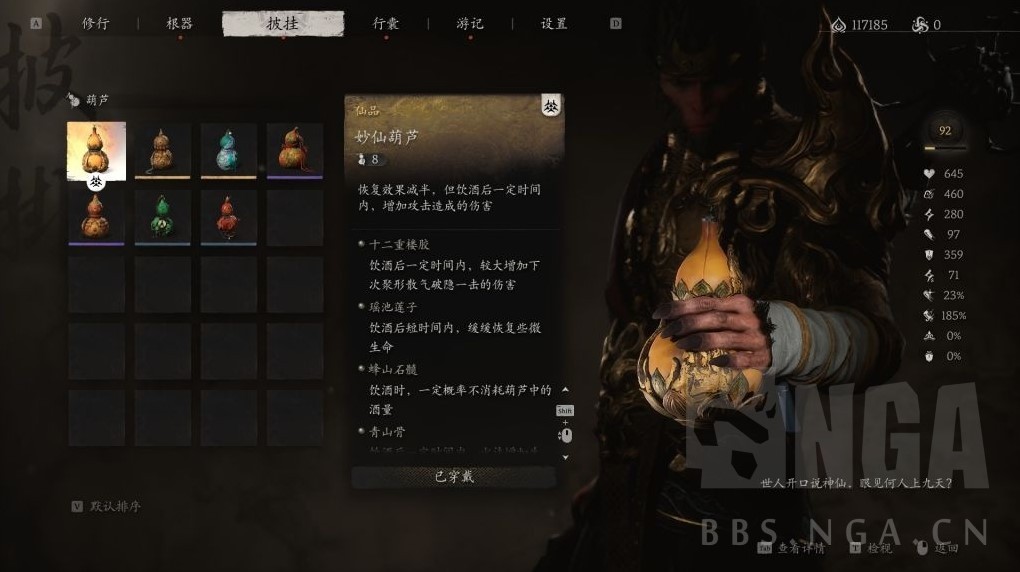 A 修行 根器 披挂 行囊 游记 设置 D
117185 0
披挂
葫芦
仙品
妙仙葫芦
8
恢复效果减半，但饮酒后一定时间
内，增加攻击造成的伤害
十二重楼胶
饮酒后一定时间内，较大增加下
次聚形散气破隐一击的伤害
瑶池莲子
饮酒后短时间内，缓缓恢复些微
生命
蜂山石髓
饮酒时，一定概率不消耗葫芦中的
酒量
青山骨
Shift
+
已穿戴
V 默认排序
92
645
460
280
97
359
71
23%
185%
0%
0%
NGA
世人开口说神仙，眼见何人上九天？
BBS.NGA.CN
Tab 查看详情 T 检视 返回